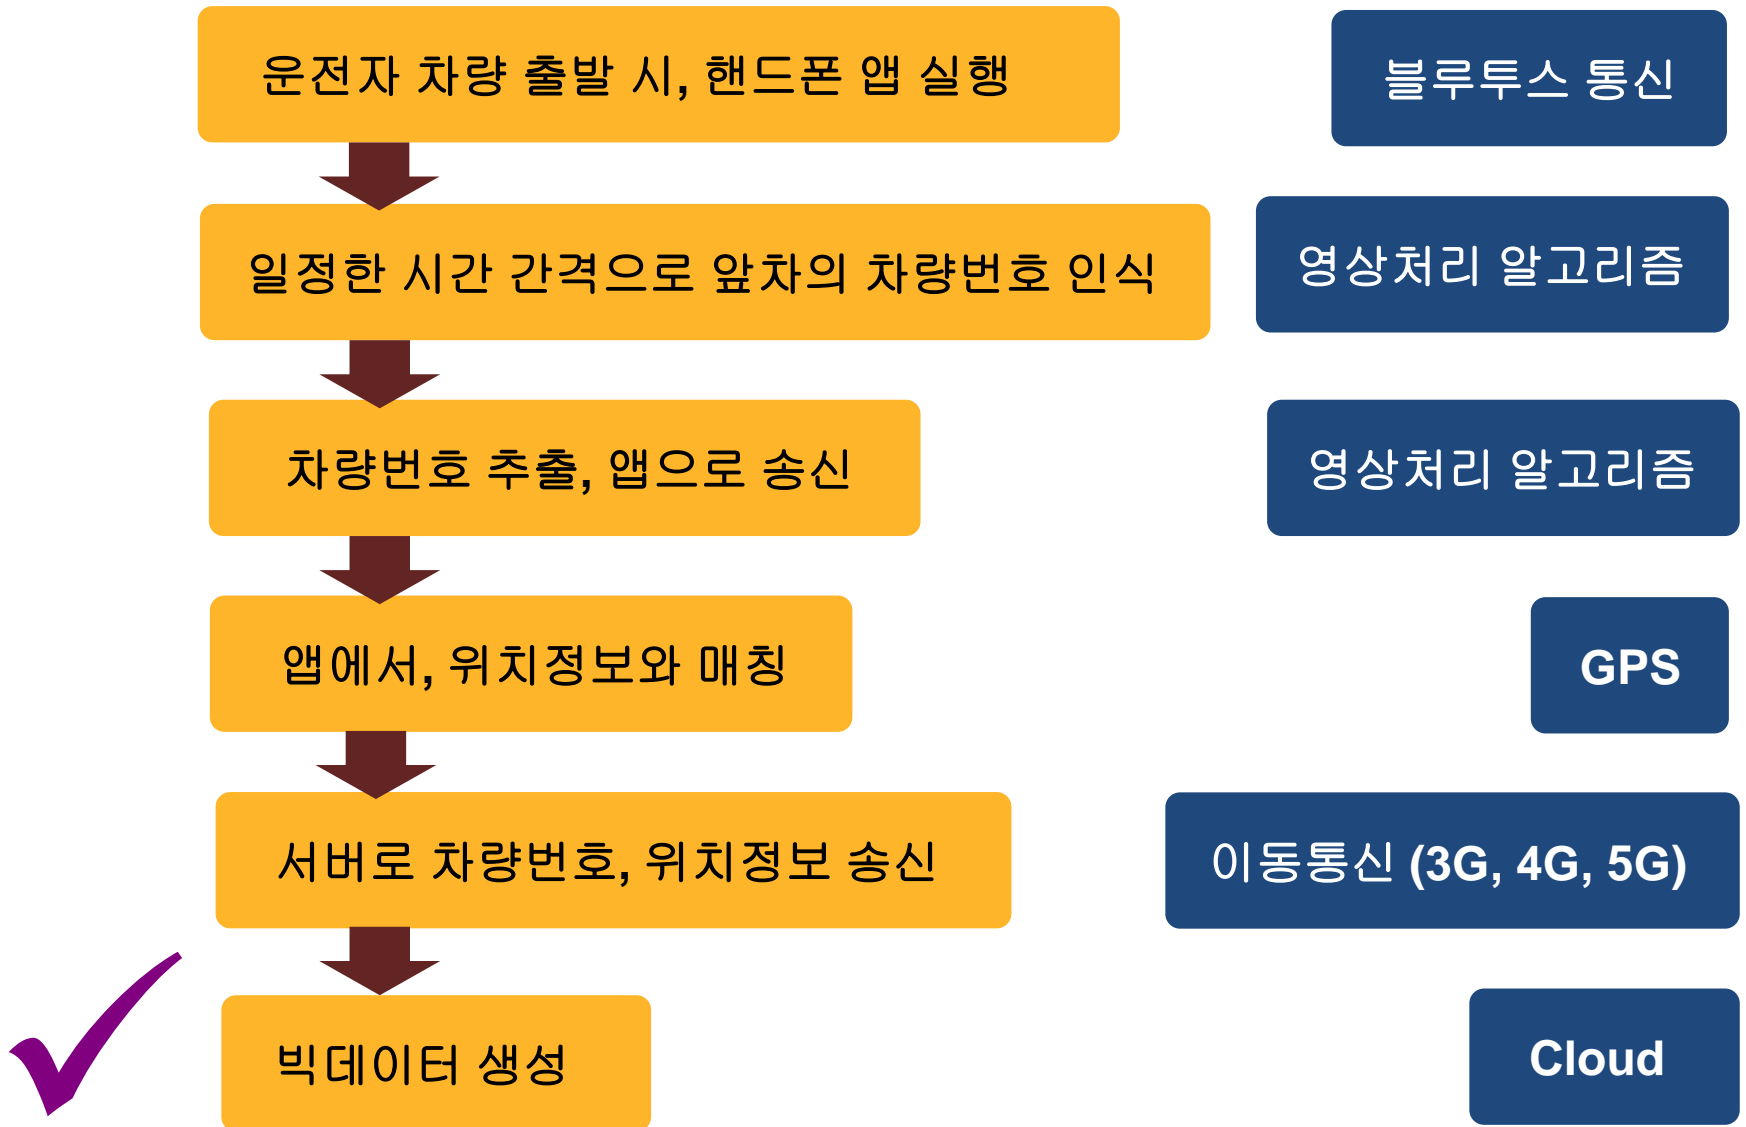 운전자 차량 출발 시, 핸드폰 앱 실행
블루투스 통신
일정한 시간 간격으로 앞차의 차량번호 인식
영상처리 알고리즘
차량번호 추출, 앱으로 송신
영상처리 알고리즘
앱에서, 위치정보와 매칭
GPS
서버로 차량번호, 위치정보 송신
이동통신 (3G, 4G, 5G)
빅데이터 생성
Cloud